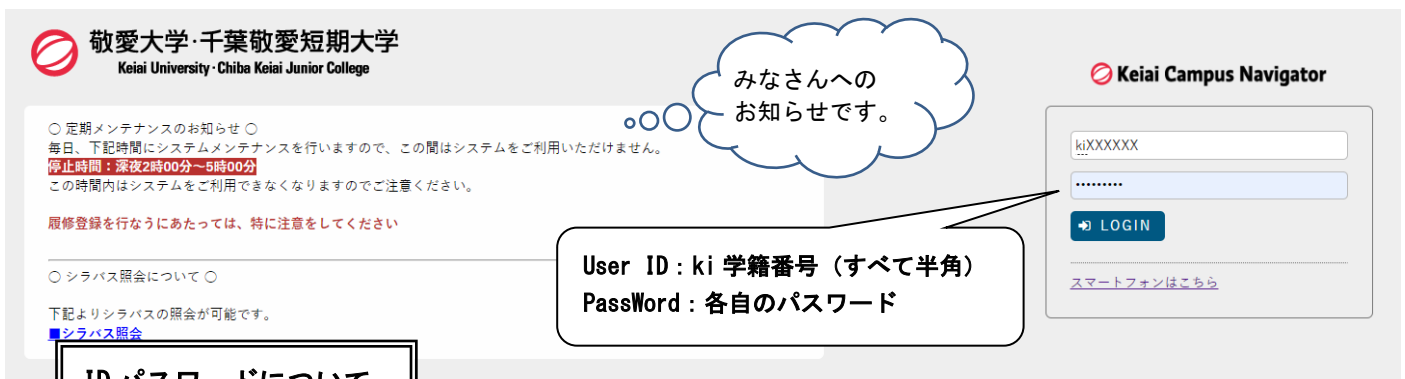 敬愛大学·千葉敬愛短期大学
Keiai University·Chiba Keiai Junior College
みなさんへの
お知らせです。
Keiai Campus Navigator
〇 定期メンテナンスのお知らせ 〇
毎日、下記時間にシステムメンテナンスを行いますので、この間はシステムをご利用いただけません。
停止時間：深夜2時00分～5時00分
この時間内はシステムをご利用できなくなりますのでご注意ください。
履修登録を行なうにあたっては、特に注意をしてください
kiXXXXXX
•••••••••
LOGIN
スマートフォンはこちら
User ID：ki 学籍番号（すべて半角）
PassWord：各自のパスワード
〇 シラバス照会について 〇
下記よりシラバスの照会が可能です。
■シラバス照会
ID パスワードについて